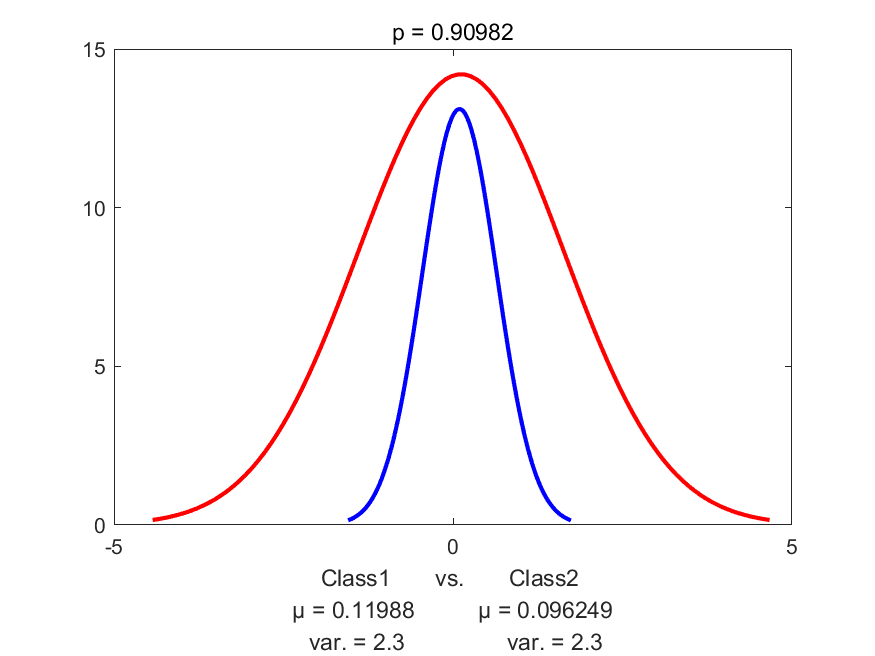 p = 0.90982
15
10
5
0
-5 0 5
Class1 vs. Class2
μ = 0.11988 μ = 0.096249
var. = 2.3 var. = 2.3